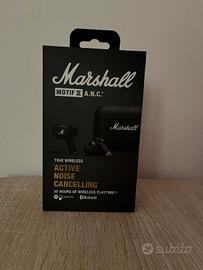 Marshall
MOTIF II A.N.C.
Marshall
TRUE WIRELESS
ACTIVE
NOISE
CANCELLING
30 HOURS OF WIRELESS PLAYTIME
Bluetooth
subito